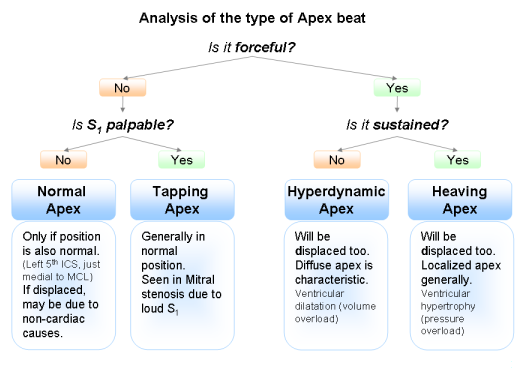 Analysis of the type of Apex beat
Is it forceful?
No
Yes
Is S1 palpable?
Is it sustained?
No
Yes
No
Yes
Normal
Apex
Tapping
Apex
Hyperdynamic
Apex
Heaving
Apex
Only if position
is also normal.
(Left 5th ICS, just
medial to MCL)
If displaced,
may be due to
non-cardiac
causes.
Generally in
normal
position.
Seen in Mitral
stenosis due to
loud S1
Will be
displaced too.
Diffuse apex is
characteristic.
Ventricular
dilatation (volume
overload)
Will be
displaced too.
Localized apex
generally.
Ventricular
hypertrophy
(pressure
overload)